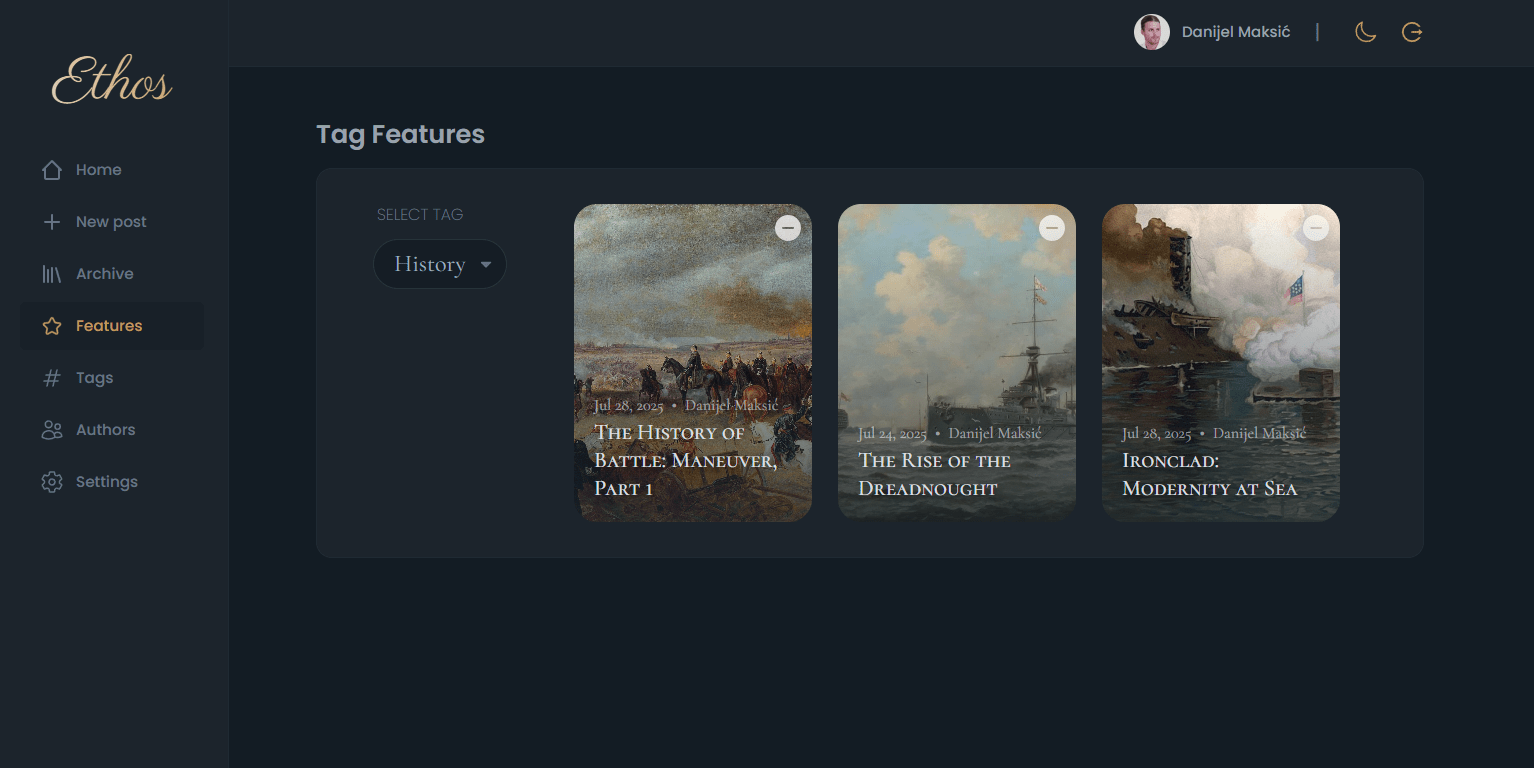 Ethos
Danijel Maksić |
Home
New post
Archive
Features
Tags
Authors
Settings
Tag Features
SELECT TAG
History
Jul 28, 2025 • Danijel Maksić
The History of
Battle: Maneuver,
Part 1
Jul 24, 2025 • Danijel Maksić
The Rise of the
Dreadnought
Jul 28, 2025 • Danijel Maksić
Ironclad:
Modernity at Sea